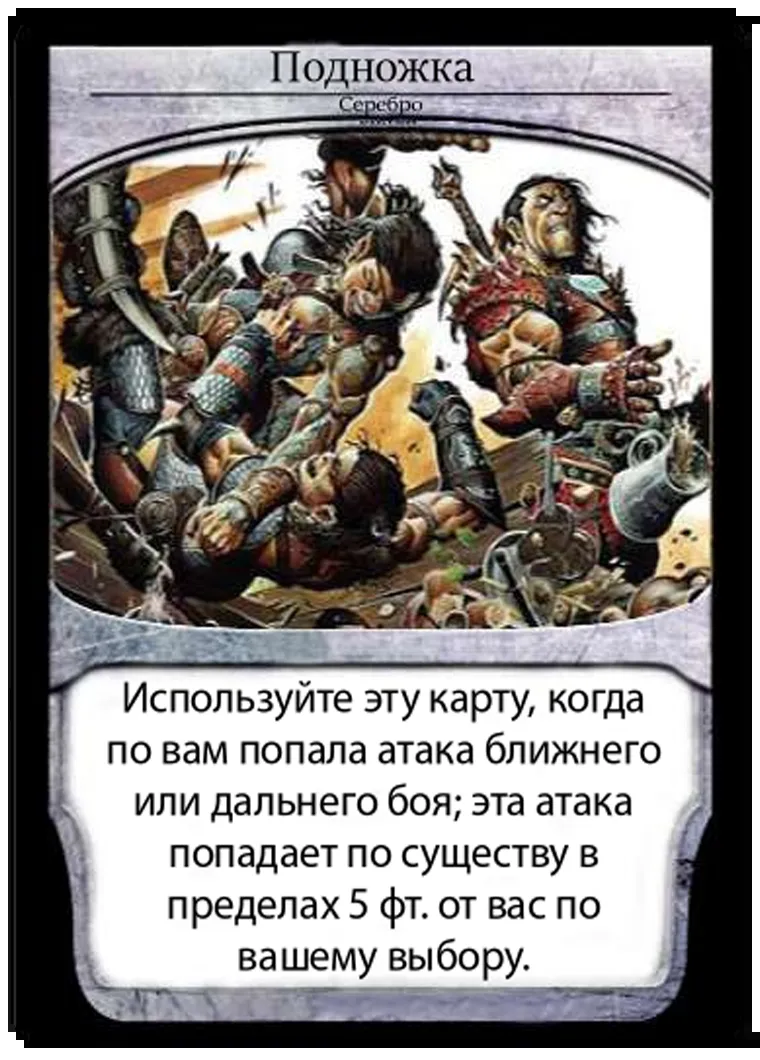 Подножка
Серебро
Используйте эту карту, когда
по вам попала атака ближнего
или дальнего боя; эта атака
попадает по существу в
пределах 5 фт. от вас по
вашему выбору.